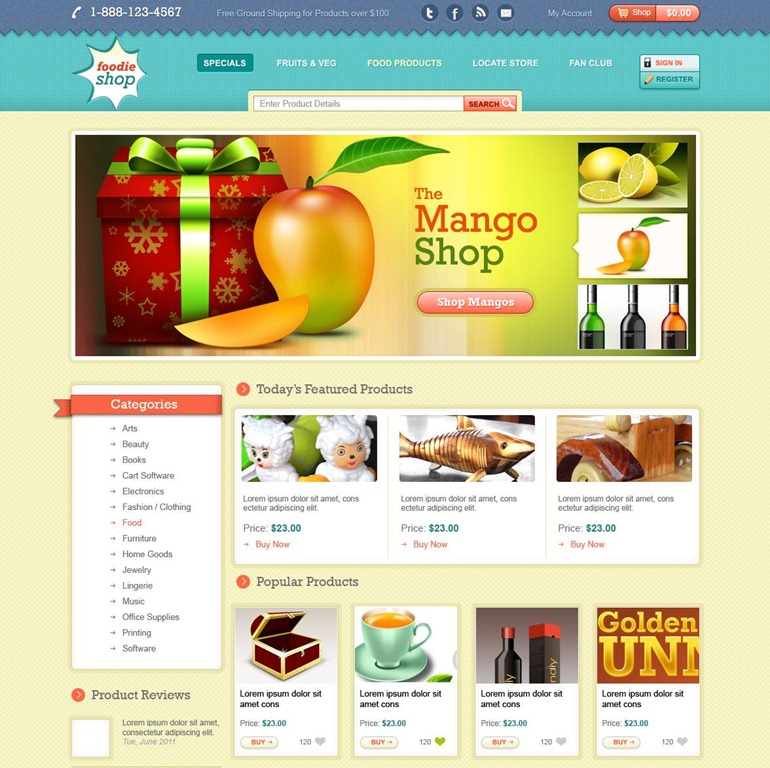 1-888-123-4567
Free Ground Shipping for Products over $100
My Account
Shop $0.00
foodie
shop
SPECIALS
FRUITS & VEG
FOOD PRODUCTS
LOCATE STORE
FAN CLUB
SIGN IN
REGISTER
Enter Product Details
SEARCH
The
Mango
Shop
Shop Mangos
Categories
Arts
Beauty
Books
Cart Software
Electronics
Fashion / Clothing
Food
Furniture
Home Goods
Jewelry
Lingerie
Music
Office Supplies
Printing
Software
Product Reviews
Lorem ipsum dolor sit amet,
consectetur adipiscing elit.
Tue, June 2011
Today's Featured Products
Lorem ipsum dolor sit amet, cons
ectetur adipiscing elit.
Price: $23.00
Buy Now
Lorem ipsum dolor sit amet, cons
ectetur adipiscing elit.
Price: $23.00
Buy Now
Lorem ipsum dolor sit amet, cons
ectetur adipiscing elit.
Price: $23.00
Buy Now
Popular Products
Lorem ipsum dolor sit
amet cons
Price: $23.00
BUY
120
Lorem ipsum dolor sit
amet cons
Price: $23.00
BUY
120
Lorem ipsum dolor sit
amet cons
Price: $23.00
BUY
120
Golden
Lorem ipsum dolor sit
amet cons
Price: $23.00
BUY
120